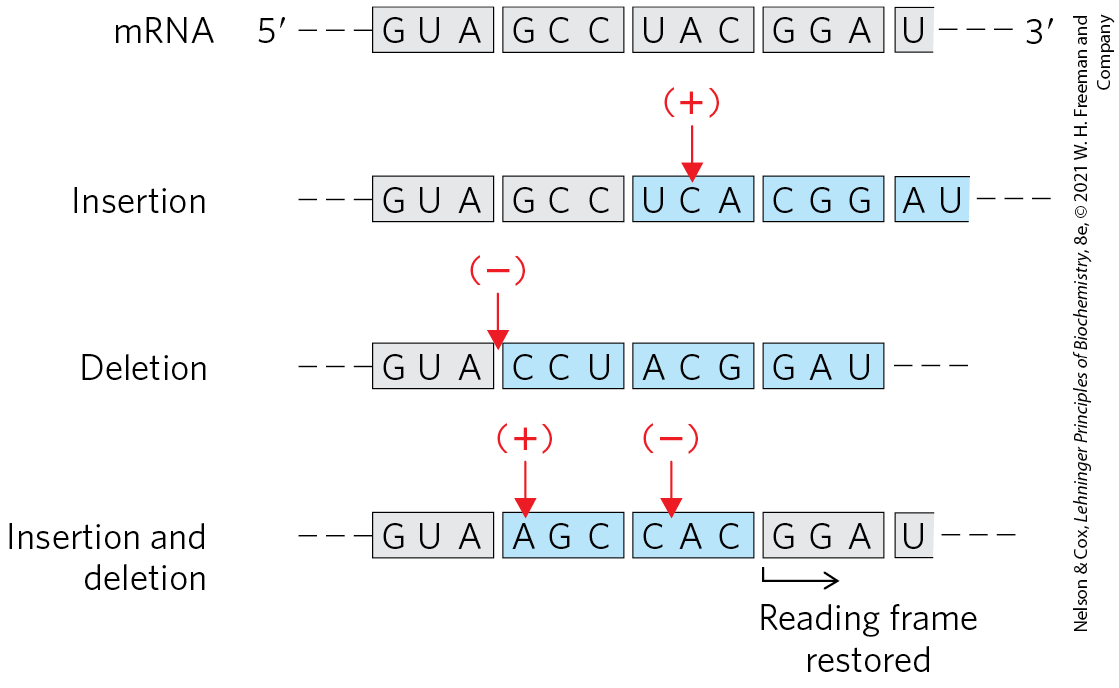 mRNA 5′ GUA GCC UAC GGA U 3′
(+)
Insertion GUA GCC UCA CGG AU
(−)
Deletion GUA CCU ACG GAU
(+) (−)
Insertion and
deletion
GUA AGC CAC GGA U
Reading frame
restored
Nelson & Cox, Lehninger Principles of Biochemistry, 8e, © 2021 W. H. Freeman and
Company